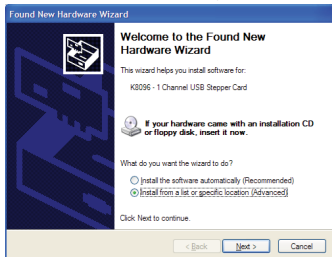 Found New Hardware Wizard
Welcome to the Found New
Hardware Wizard
This wizard helps you install software for:
K8096 - 1 Channel USB Stepper Card
If your hardware came with an installation CD
or floppy disk, insert it now.
What do you want the wizard to do?
Install the software automatically (Recommended)
Install from a list or specific location (Advanced)
Click Next to continue.
< Back Next > Cancel